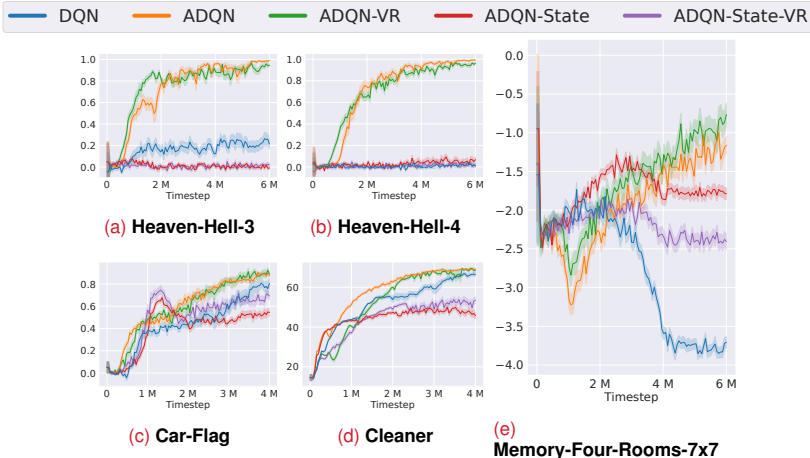 DQN ADQN ADQN-VR ADQN-State ADQN-State-VR
1.0
0.8
0.6
0.4
0.2
0.0
0 2 M 4 M 6 M
Timestep
(a) Heaven-Hell-3
1.0
0.8
0.6
0.4
0.2
0.0
0 2 M 4 M 6 M
Timestep
(b) Heaven-Hell-4
0.8
0.6
0.4
0.2
0.0
0 1 M 2 M 3 M 4 M
Timestep
(c) Car-Flag
60
40
20
0 1 M 2 M 3 M 4 M
Timestep
(d) Cleaner
0.0
−0.5
−1.0
−1.5
−2.0
−2.5
−3.0
−3.5
−4.0
0 2 M 4 M 6 M
Timestep
(e)
Memory-Four-Rooms-7x7